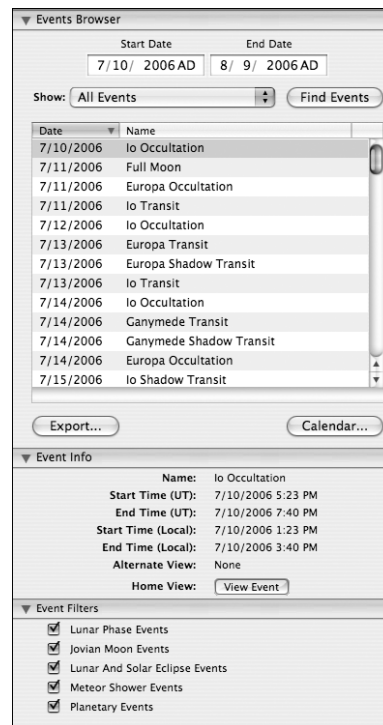 Events Browser
Start Date End Date
7/10/ 2006 AD 8/ 9/ 2006 AD
Show: All Events Find Events
Date Name
7/10/2006 Io Occultation
7/11/2006 Full Moon
7/11/2006 Europa Occultation
7/11/2006 Io Transit
7/12/2006 Io Occultation
7/13/2006 Europa Transit
7/13/2006 Europa Shadow Transit
7/13/2006 Io Transit
7/14/2006 Io Occultation
7/14/2006 Ganymede Transit
7/14/2006 Ganymede Shadow Transit
7/14/2006 Europa Occultation
7/15/2006 Io Shadow Transit
Export... Calendar...
Event Info
Name: Io Occultation
Start Time (UT): 7/10/2006 5:23 PM
End Time (UT): 7/10/2006 7:40 PM
Start Time (Local): 7/10/2006 1:23 PM
End Time (Local): 7/10/2006 3:40 PM
Alternate View: None
Home View: View Event
Event Filters
Lunar Phase Events
Jovian Moon Events
Lunar And Solar Eclipse Events
Meteor Shower Events
Planetary Events